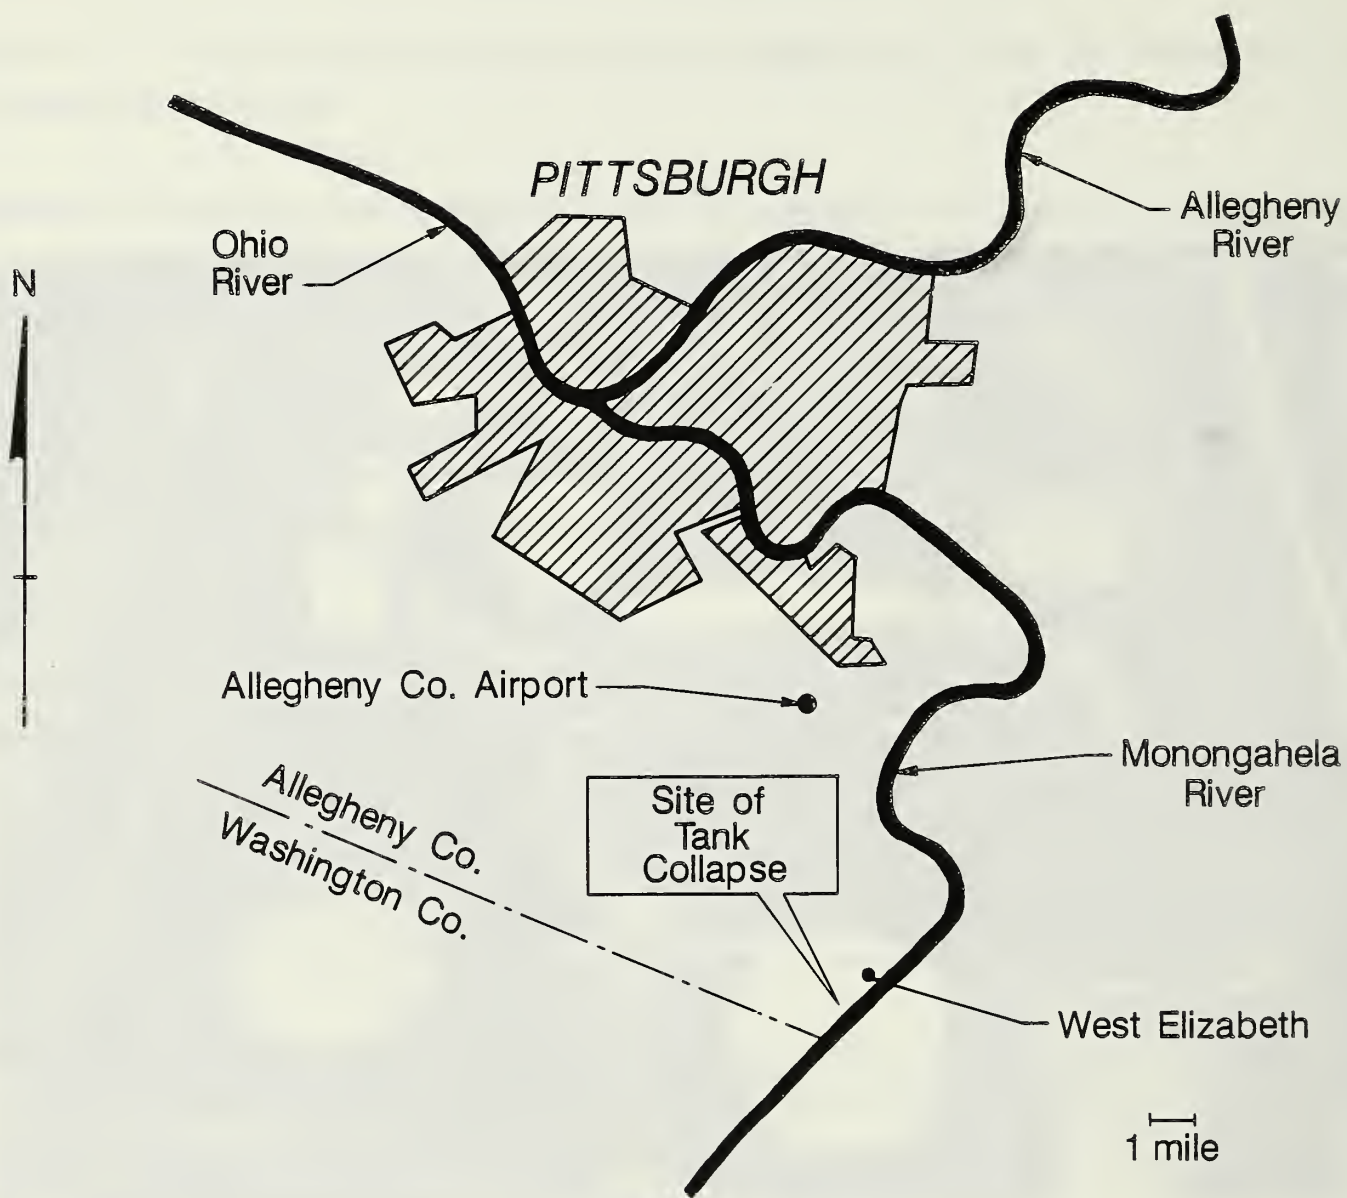 PITTSBURGH
Allegheny
River
Ohio
River
N
Allegheny Co. Airport
Monongahela
River
Allegheny Co.
Washington Co.
Site of
Tank
Collapse
West Elizabeth
1 mile